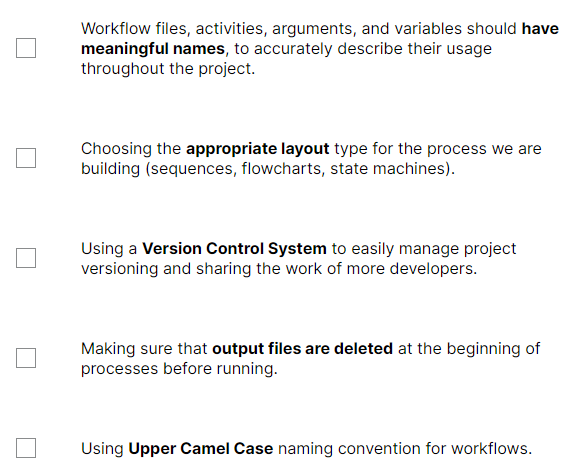 Workflow files, activities, arguments, and variables should have
meaningful names, to accurately describe their usage
throughout the project.
Choosing the appropriate layout type for the process we are
building (sequences, flowcharts, state machines).
Using a Version Control System to easily manage project
versioning and sharing the work of more developers.
Making sure that output files are deleted at the beginning of
processes before running.
Using Upper Camel Case naming convention for workflows.